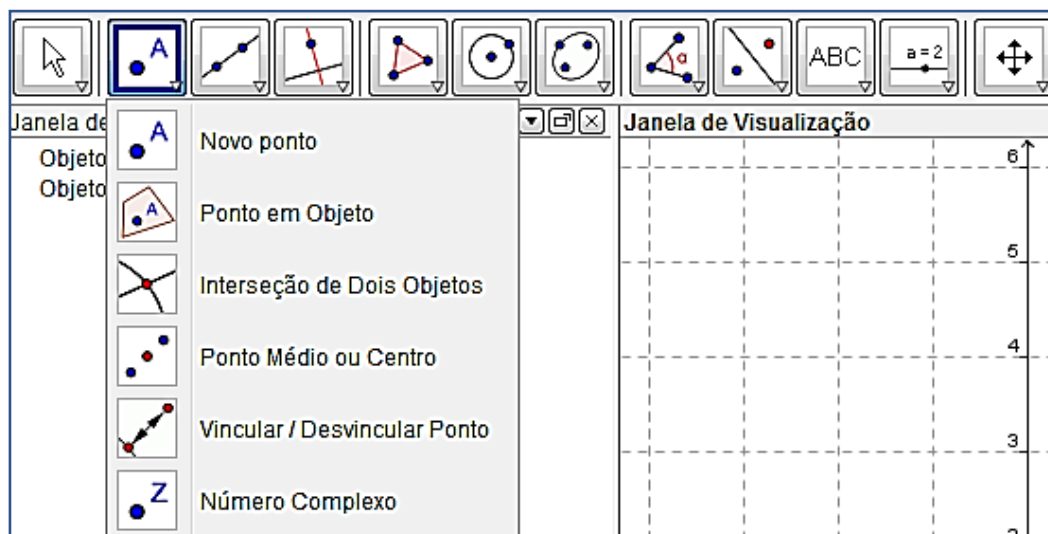 A
α
ABC
a = 2
Janela de
Janela de Visualização
Objeto
Objeto
A
Novo ponto
A
Ponto em Objeto
Interseção de Dois Objetos
Ponto Médio ou Centro
Vincular / Desvincular Ponto
Z
Número Complexo
6
5
4
3